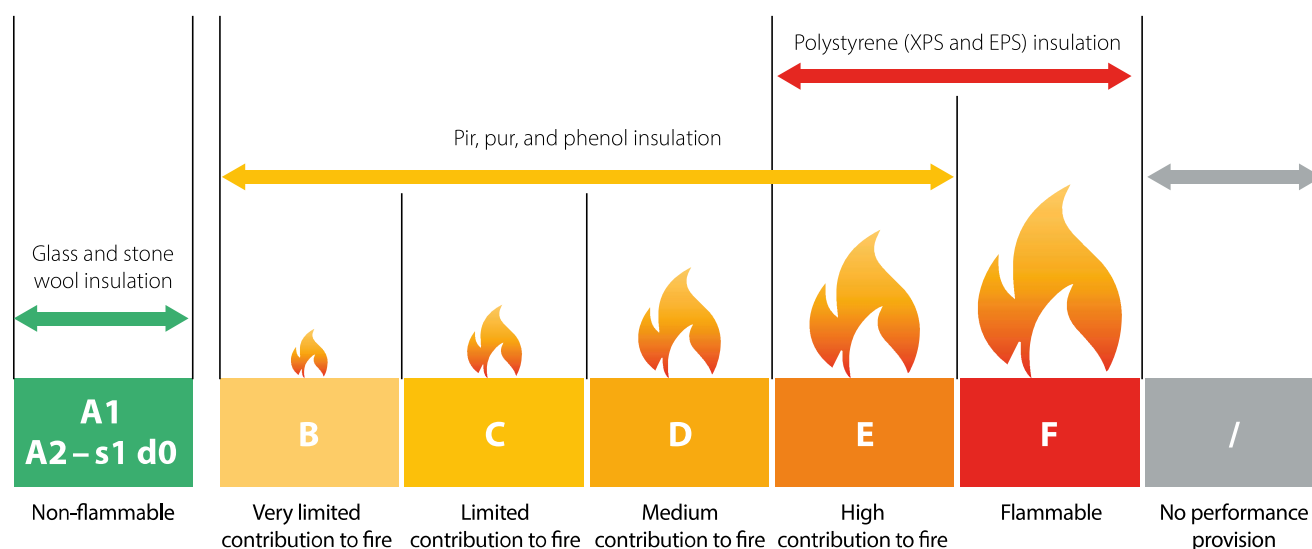 Polystyrene (XPS and EPS) insulation
Pir, pur, and phenol insulation
Glass and stone
wool insulation
A1
A2 – s1 d0
B
C
D
E
F
/
Non-flammable
Very limited
contribution to fire
Limited
contribution to fire
Medium
contribution to fire
High
contribution to fire
Flammable
No performance
provision